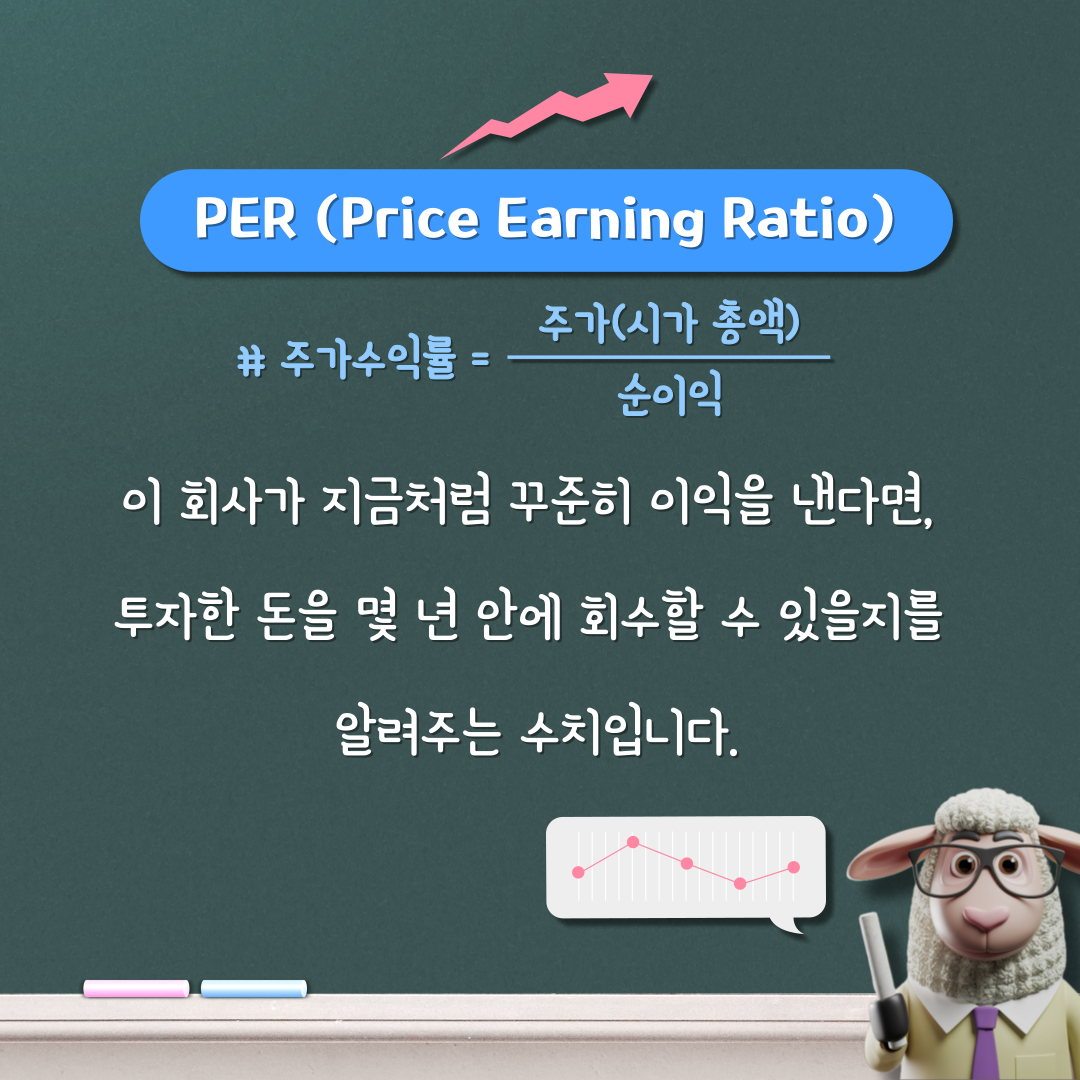 PER (Price Earning Ratio)
# 주가수익률 = 주가(시가 총액)
순이익
이 회사가 지금처럼 꾸준히 이익을 낸다면,
투자한 돈을 몇 년 안에 회수할 수 있을지를
알려주는 수치입니다.